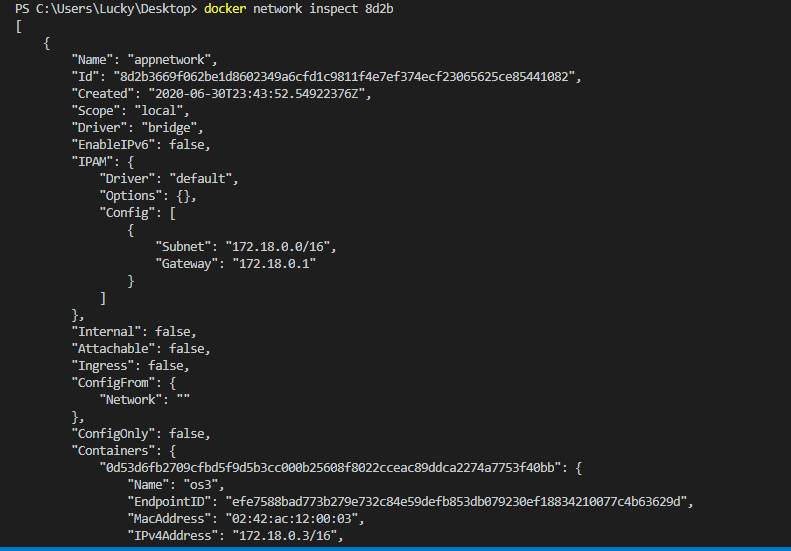 PS C:\Users\Lucky\Desktop> docker network inspect 8d2b
[
    {
        "Name": "appnetwork",
        "Id": "8d2b3669f062be1d8602349a6cfd1c9811f4e7ef374ecf23065625ce85441082",
        "Created": "2020-06-30T23:43:52.54922376Z",
        "Scope": "local",
        "Driver": "bridge",
        "EnableIPv6": false,
        "IPAM": {
            "Driver": "default",
            "Options": {},
            "Config": [
                {
                    "Subnet": "172.18.0.0/16",
                    "Gateway": "172.18.0.1"
                }
            ]
        },
        "Internal": false,
        "Attachable": false,
        "Ingress": false,
        "ConfigFrom": {
            "Network": ""
        },
        "ConfigOnly": false,
        "Containers": {
            "0d53d6fb2709cfbd5f9d5b3cc000b25608f8022cceac89ddca2274a7753f40bb": {
                "Name": "os3",
                "EndpointID": "efe7588bad773b279e732c84e59defb853db079230ef18834210077c4b63629d",
                "MacAddress": "02:42:ac:12:00:03",
                "IPv4Address": "172.18.0.3/16",